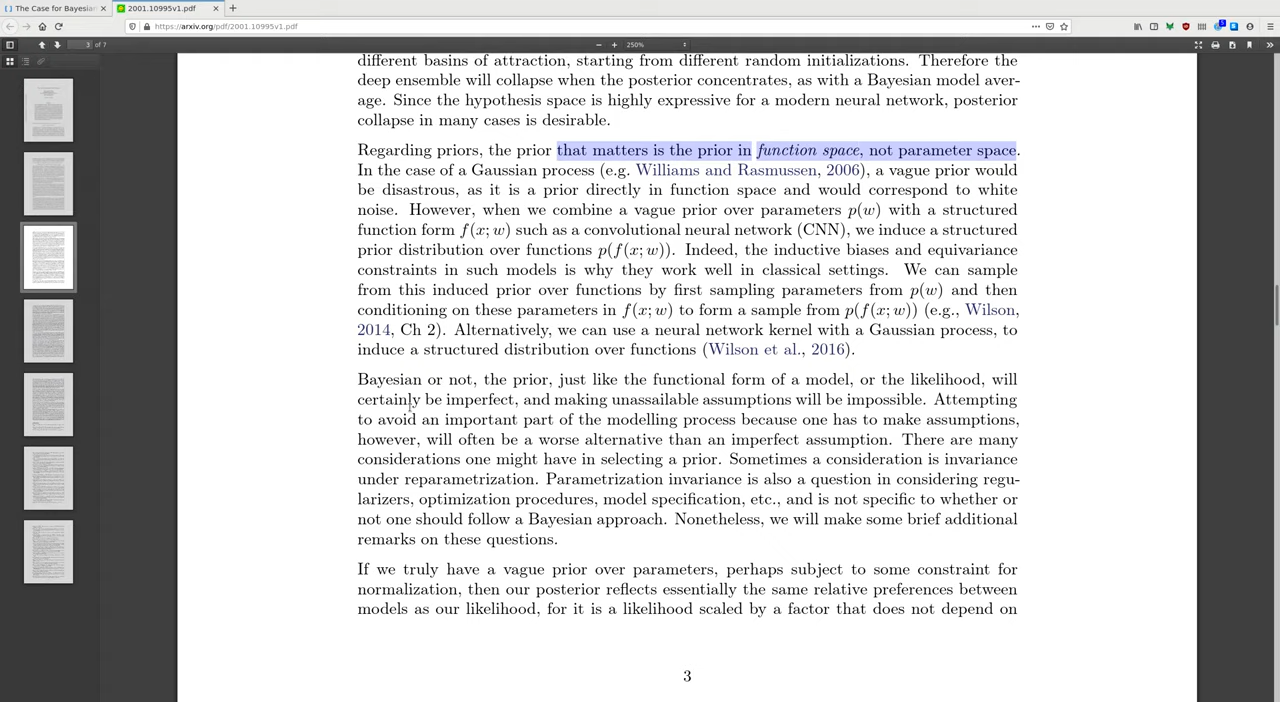 The Case for Bayesian
2001.10995v1.pdf
https://arxiv.org/pdf/2001.10995v1.pdf
3 of 7
250%
different basins of attraction, starting from different random initializations. Therefore the
deep ensemble will collapse when the posterior concentrates, as with a Bayesian model aver-
age. Since the hypothesis space is highly expressive for a modern neural network, posterior
collapse in many cases is desirable.
Regarding priors, the prior that matters is the prior in function space, not parameter space.
In the case of a Gaussian process (e.g. Williams and Rasmussen, 2006), a vague prior would
be disastrous, as it is a prior directly in function space and would correspond to white
noise. However, when we combine a vague prior over parameters p(w) with a structured
function form f(x; w) such as a convolutional neural network (CNN), we induce a structured
prior distribution over functions p(f(x; w)). Indeed, the inductive biases and equivariance
constraints in such models is why they work well in classical settings. We can sample
from this induced prior over functions by first sampling parameters from p(w) and then
conditioning on these parameters in f(x; w) to form a sample from p(f(x; w)) (e.g., Wilson,
2014, Ch 2). Alternatively, we can use a neural network kernel with a Gaussian process, to
induce a structured distribution over functions (Wilson et al., 2016).
Bayesian or not, the prior, just like the functional form of a model, or the likelihood, will
certainly be imperfect, and making unassailable assumptions will be impossible. Attempting
to avoid an important part of the modelling process because one has to make assumptions,
however, will often be a worse alternative than an imperfect assumption. There are many
considerations one might have in selecting a prior. Sometimes a consideration is invariance
under reparametrization. Parametrization invariance is also a question in considering regu-
larizers, optimization procedures, model specification, etc., and is not specific to whether or
not one should follow a Bayesian approach. Nonetheless, we will make some brief additional
remarks on these questions.
If we truly have a vague prior over parameters, perhaps subject to some constraint for
normalization, then our posterior reflects essentially the same relative preferences between
models as our likelihood, for it is a likelihood scaled by a factor that does not depend on
3